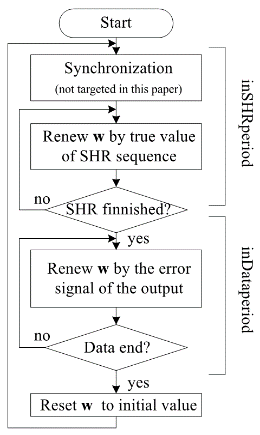 Start
Synchronization
(not targeted in this paper)
Renew w by true value
of SHR sequence
no
SHR finnished?
yes
Renew w by the error
signal of the output
no
Data end?
yes
Reset w to initial value
inSHRperiod
inDataperiod